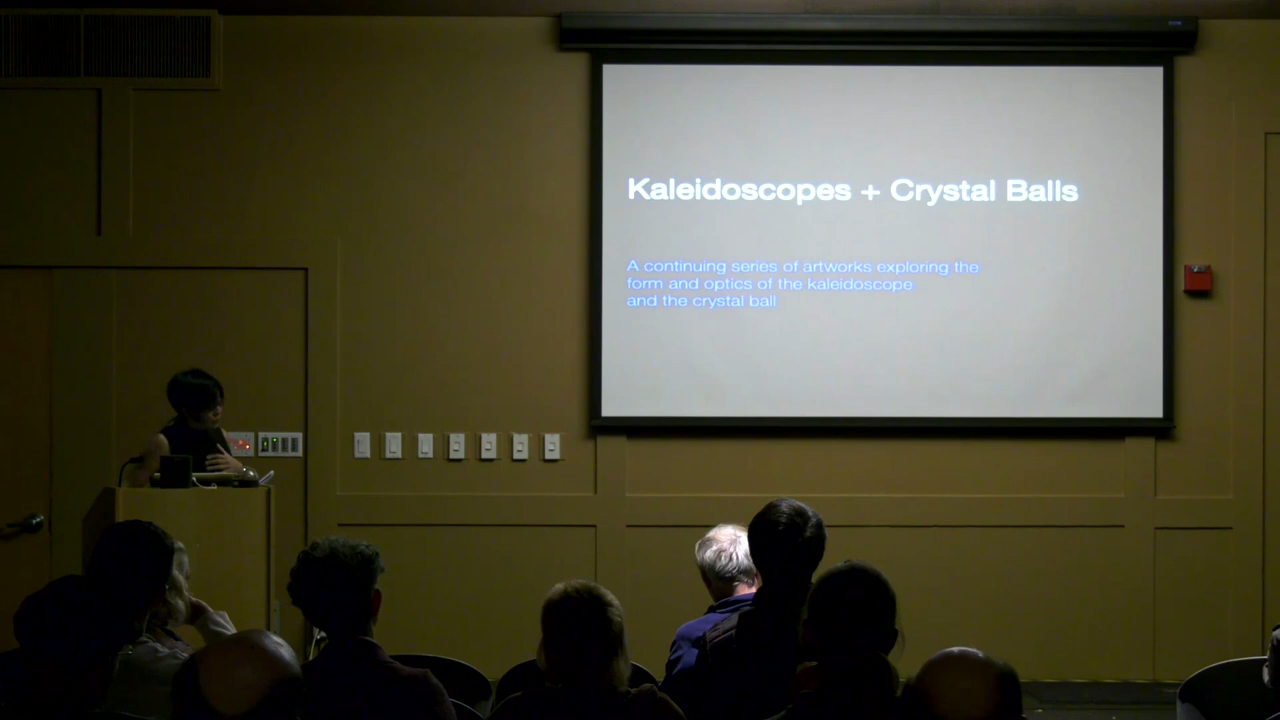 Kaleidoscopes + Crystal Balls
A continuing series of artworks exploring the
form and optics of the kaleidoscope
and the crystal ball